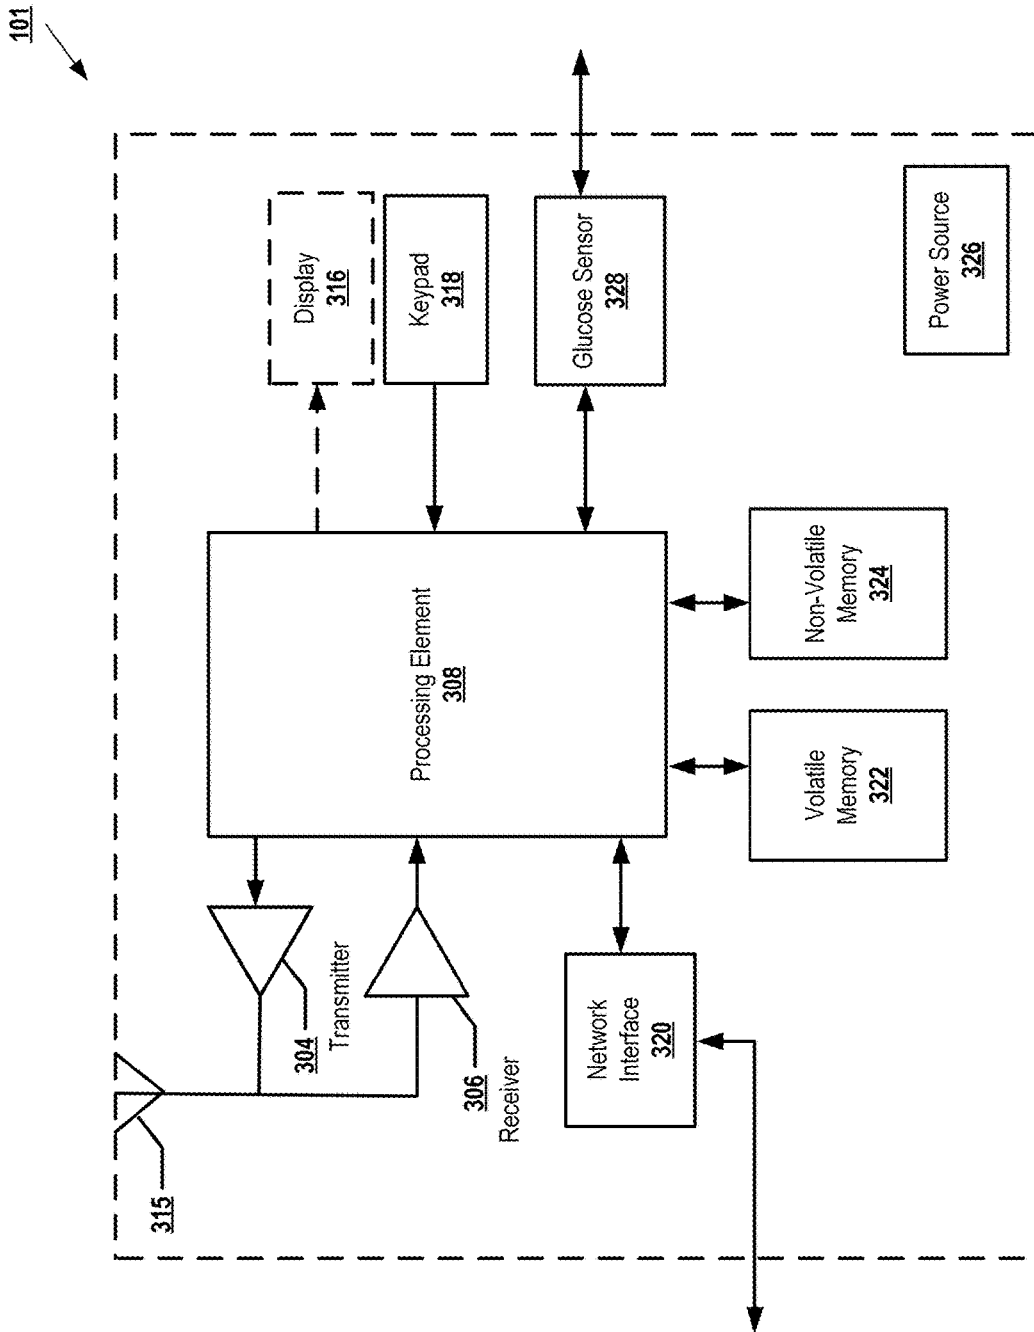 101
315
304
Transmitter
306
Receiver
Network
Interface
320
Processing Element
308
Volatile
Memory
322
Non-Volatile
Memory
324
Display
316
Keypad
318
Glucose Sensor
328
Power Source
326